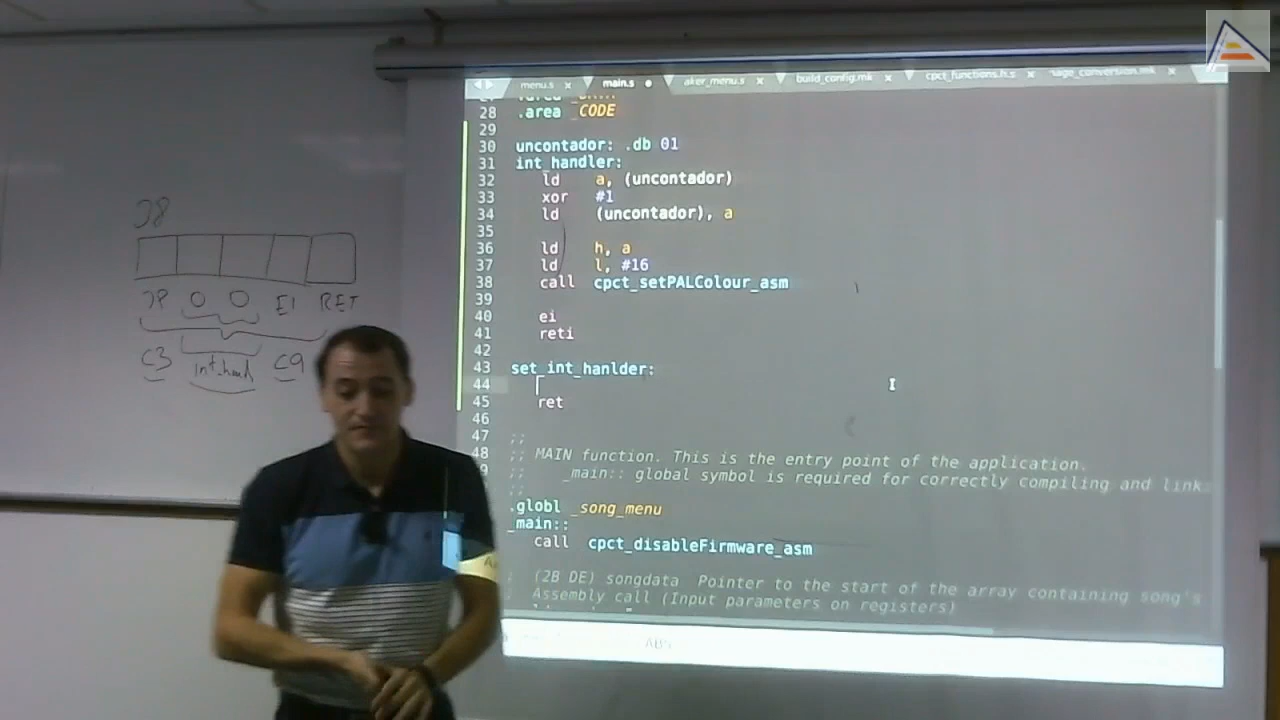 menu.s x main.s aker_menu.s x build_config.mk x cpct_functions.h.s x mage_conversion.mk x
28 .area _CODE
29
30 uncontador: .db 01
31 int_handler:
32 ld a, (uncontador)
33 xor #1
34 ld (uncontador), a
35
36 ld h, a
37 ld l, #16
38 call cpct_setPALColour_asm
39
40 ei
41 reti
42
43 set_int_hanlder:
44
45 ret
46
47 ;;
48 ;; MAIN function. This is the entry point of the application.
;; _main:: global symbol is required for correctly compiling and link
;;
.globl _song_menu
_main::
call cpct_disableFirmware_asm
; (2B DE) songdata Pointer to the start of the array containing song's
; Assembly call (Input parameters on registers)
38
JP 0 0 EI RET
C3 int_hand C9